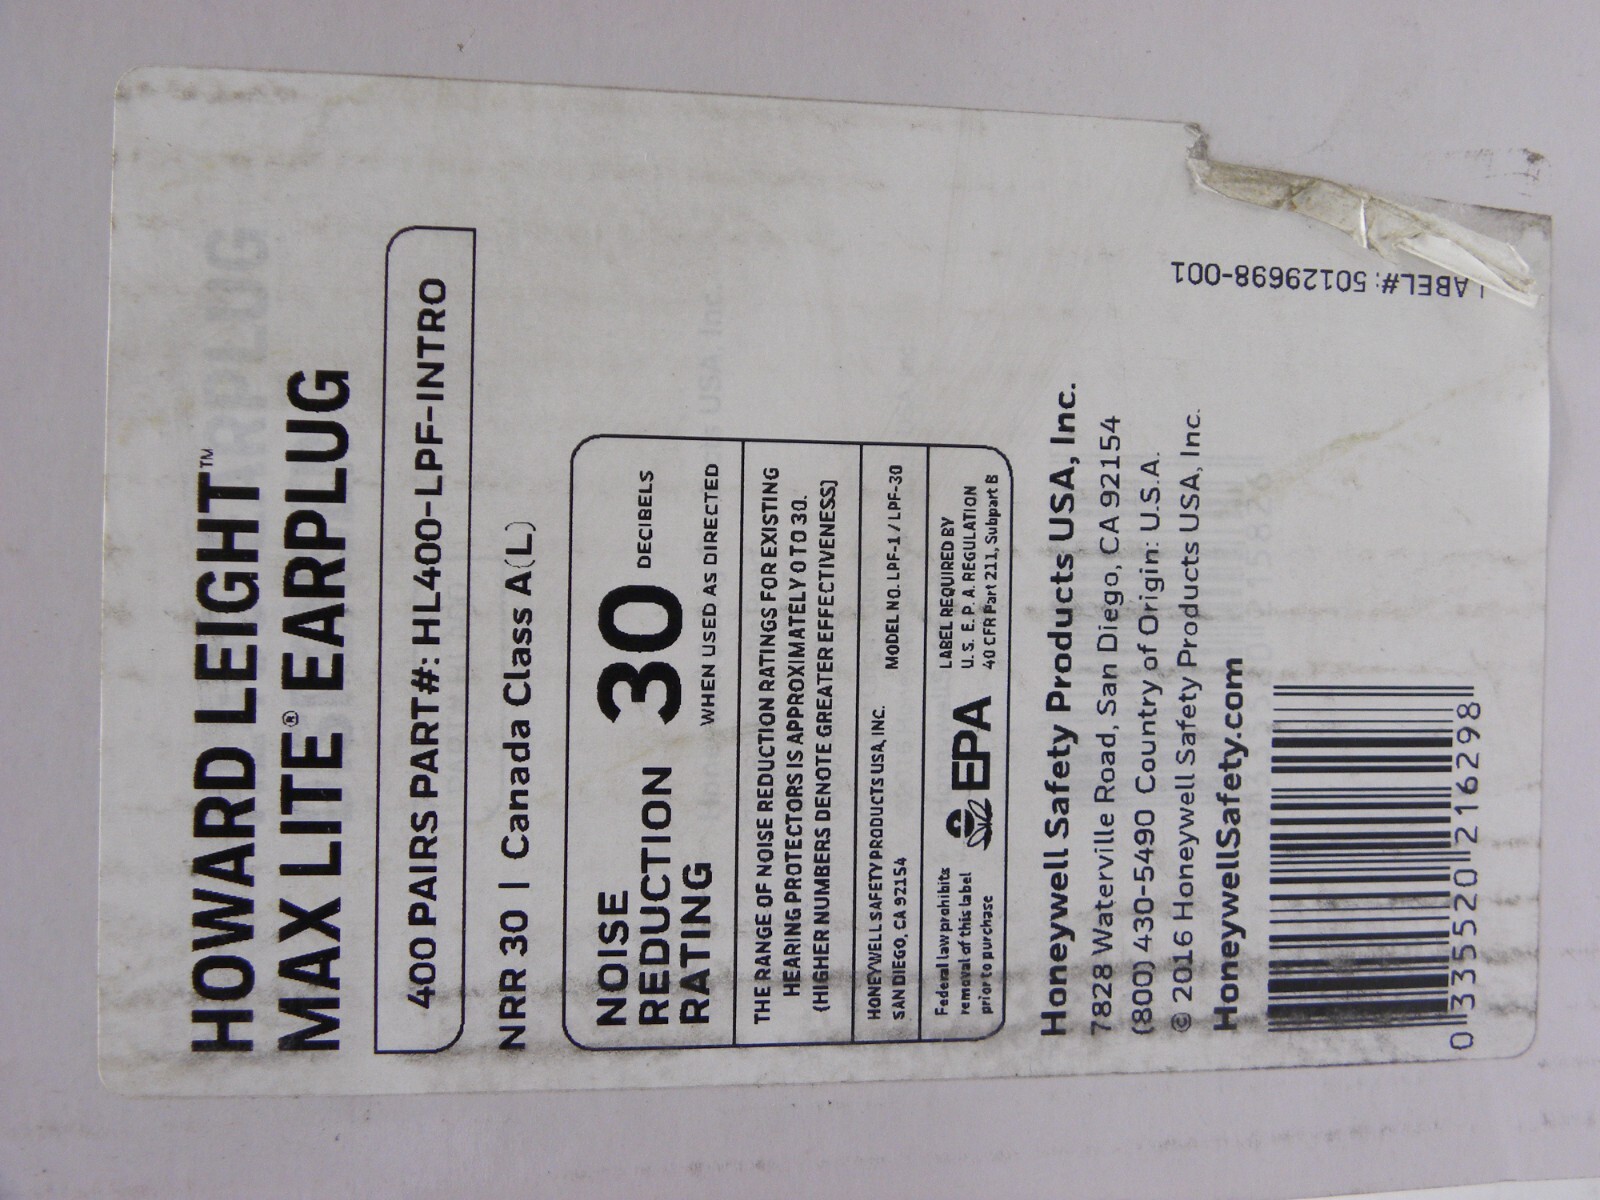 HOWARD LEIGHT™
MAX LITE® EARPLUG
400 PAIRS PART#: HL400-LPF-INTRO
NRR 30 | Canada Class A(L)
NOISE
REDUCTION
RATING
30 DECIBELS
WHEN USED AS DIRECTED
THE RANGE OF NOISE REDUCTION RATINGS FOR EXISTING
HEARING PROTECTORS IS APPROXIMATELY 0 TO 30.
(HIGHER NUMBERS DENOTE GREATER EFFECTIVENESS)
HONEYWELL SAFETY PRODUCTS USA, INC.
SAN DIEGO, CA 92154
MODEL NO. LPF-1 / LPF-30
Federal law prohibits
removal of this label
prior to purchase
EPA
LABEL REQUIRED BY
U. S. E. P. A. REGULATION
40 CFR Part 211, Subpart B
Honeywell Safety Products USA, Inc.
7828 Waterville Road, San Diego, CA 92154
(800) 430-5490 Country of Origin: U.S.A.
© 2016 Honeywell Safety Products USA, Inc.
HoneywellSafety.com
0 33552 0 216298
LABEL#: 50129698-001